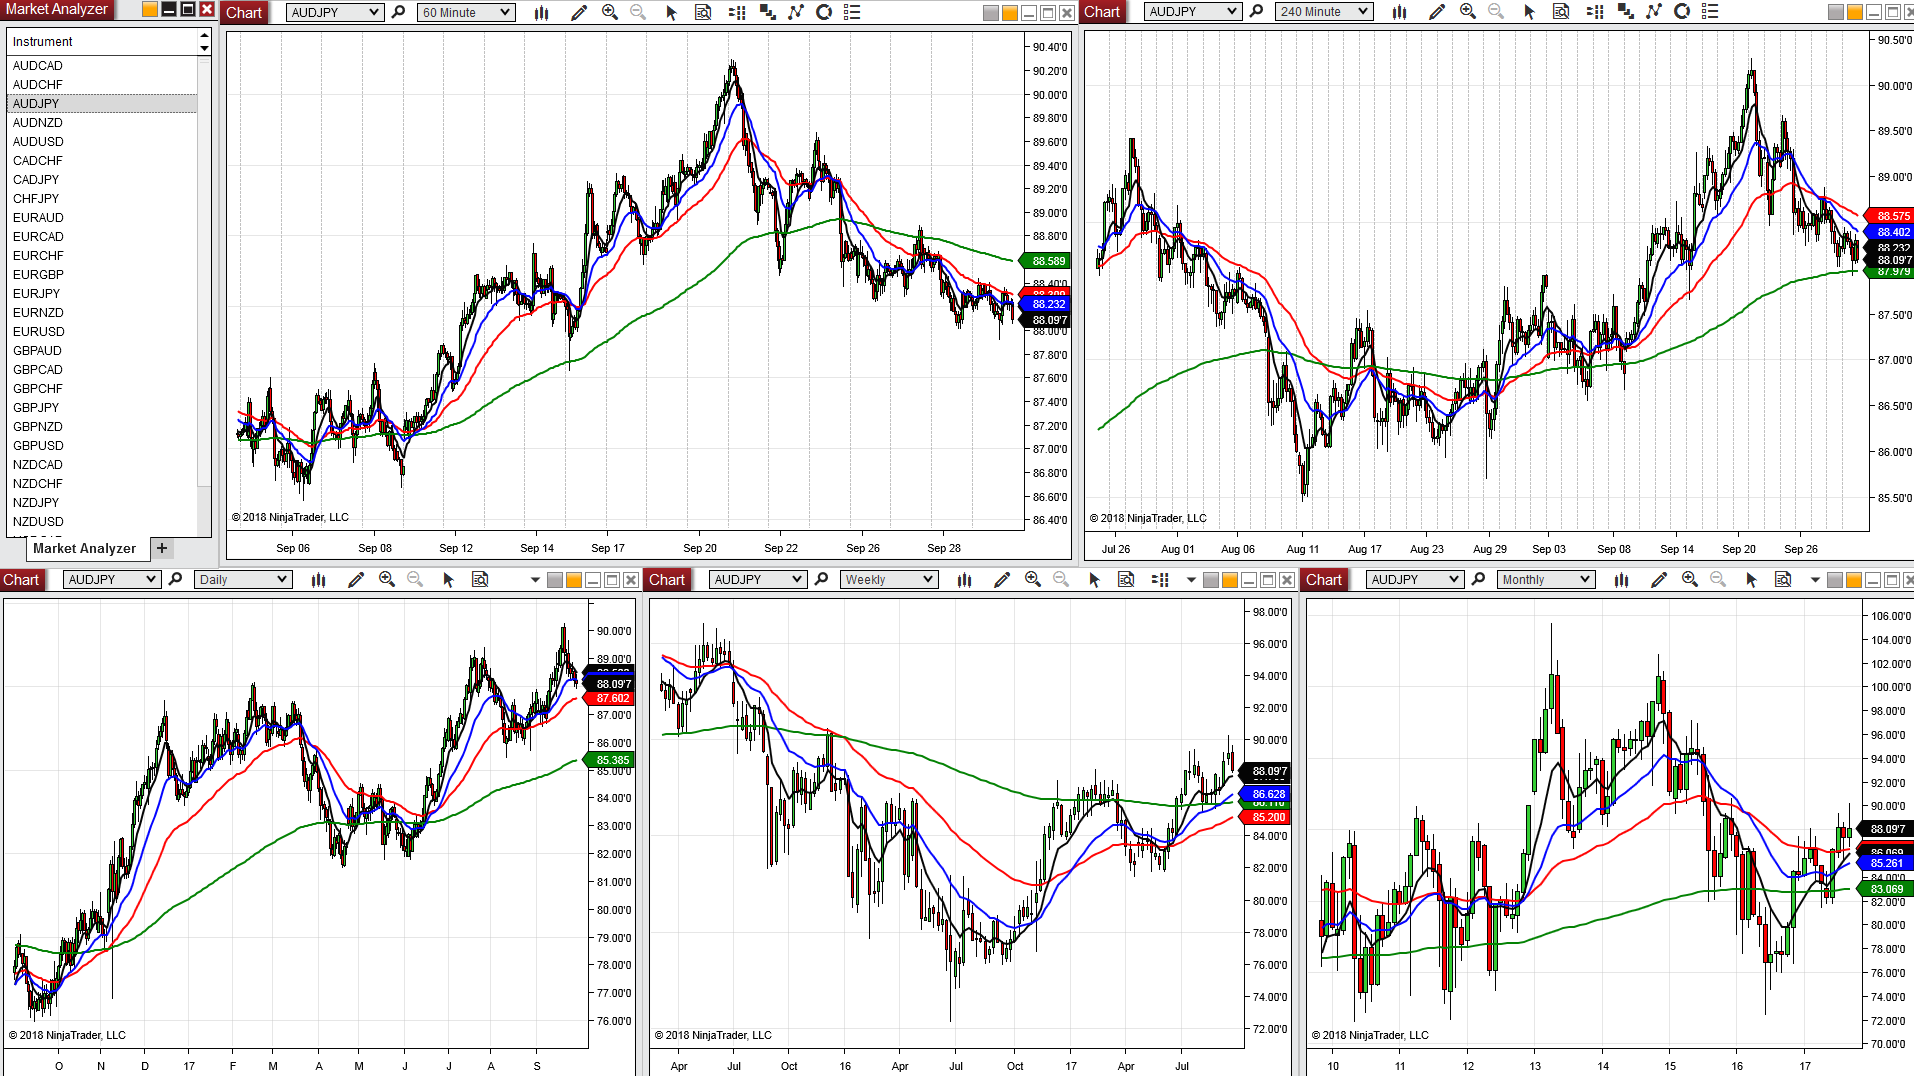 Market Analyzer
Instrument
AUDCAD
AUDCHF
AUDJPY
AUDNZD
AUDUSD
CADCHF
CADJPY
CHFJPY
EURAUD
EURCAD
EURCHF
EURGBP
EURJPY
EURNZD
EURUSD
GBPAUD
GBPCAD
GBPCHF
GBPJPY
GBPNZD
GBPUSD
NZDCAD
NZDCHF
NZDJPY
NZDUSD
Market Analyzer +
Chart AUDJPY 60 Minute
90.40'0
90.20'0
90.00'0
89.80'0
89.60'0
89.40'0
89.20'0
89.00'0
88.80'0
88.589
88.40'0
88.232
88.09'7
88.00'0
87.80'0
87.60'0
87.40'0
87.20'0
87.00'0
86.80'0
86.60'0
86.40'0
© 2018 NinjaTrader, LLC
Sep 06 Sep 08 Sep 12 Sep 14 Sep 17 Sep 20 Sep 22 Sep 26 Sep 28
Chart AUDJPY 240 Minute
90.50'0
90.00'0
89.50'0
89.00'0
88.575
88.402
88.232
88.09'7
87.979
87.50'0
87.00'0
86.50'0
86.00'0
85.50'0
© 2018 NinjaTrader, LLC
Jul 26 Aug 01 Aug 06 Aug 11 Aug 17 Aug 23 Aug 29 Sep 03 Sep 08 Sep 14 Sep 20 Sep 26
Chart AUDJPY Daily
90.00'0
89.00'0
88.09'7
87.602
87.00'0
86.00'0
85.385
85.00'0
84.00'0
83.00'0
82.00'0
81.00'0
80.00'0
79.00'0
78.00'0
77.00'0
76.00'0
© 2018 NinjaTrader, LLC
O N D 17 F M A M J J A S
Chart AUDJPY Weekly
98.00'0
96.00'0
94.00'0
92.00'0
90.00'0
88.09'7
86.628
85.200
84.00'0
82.00'0
80.00'0
78.00'0
76.00'0
74.00'0
72.00'0
© 2018 NinjaTrader, LLC
Apr Jul Oct 16 Apr Jul Oct 17 Apr Jul
Chart AUDJPY Monthly
106.00'0
104.00'0
102.00'0
100.00'0
98.00'0
96.00'0
94.00'0
92.00'0
90.00'0
88.09'7
86.069
85.261
84.00'0
83.069
82.00'0
80.00'0
78.00'0
76.00'0
74.00'0
72.00'0
70.00'0
© 2018 NinjaTrader, LLC
10 11 12 13 14 15 16 17